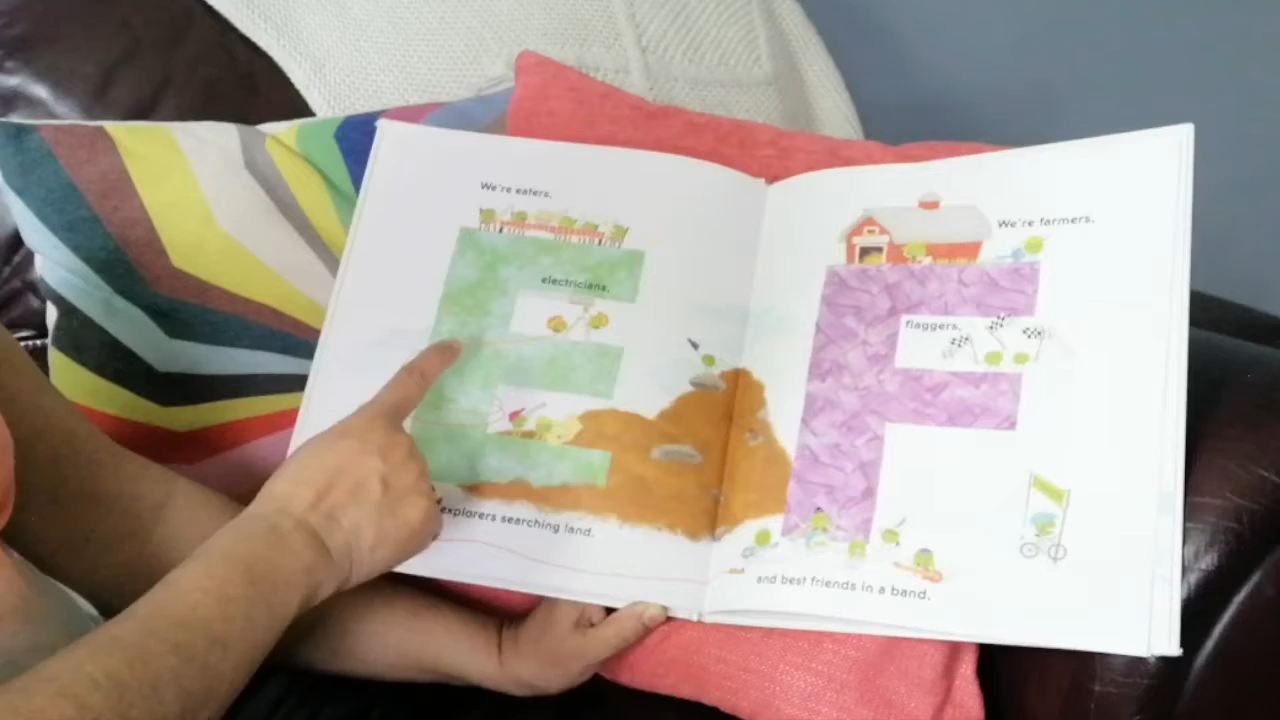 We're eaters,
electricians,
explorers searching land.
We're farmers,
flaggers,
and best friends in a band.